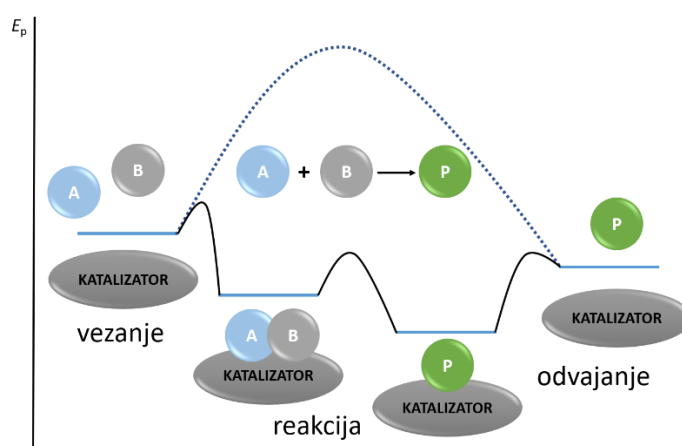 Ep
A
B
A + B → P
P
KATALIZATOR
vezanje
A B
KATALIZATOR
reakcija
P
KATALIZATOR
odvajanje
KATALIZATOR